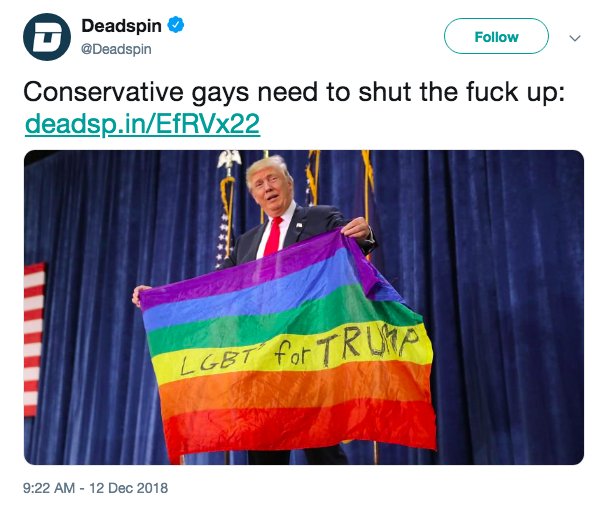 Deadspin
@Deadspin
Follow
Conservative gays need to shut the fuck up:
deadsp.in/EfRVx22
LGBT' for TRUMP
9:22 AM - 12 Dec 2018